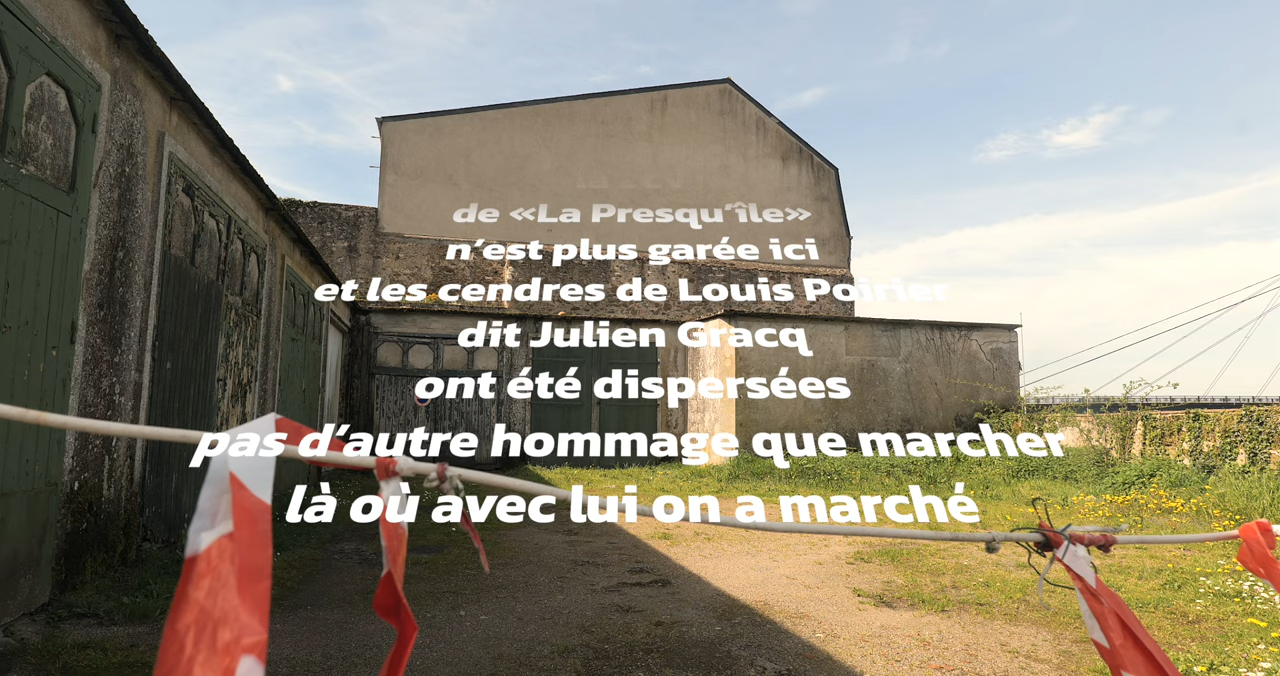 de «La Presqu'île»
n'est plus garée ici
et les cendres de Louis Poirier
dit Julien Gracq
ont été dispersées
pas d'autre hommage que marcher
là où avec lui on a marché